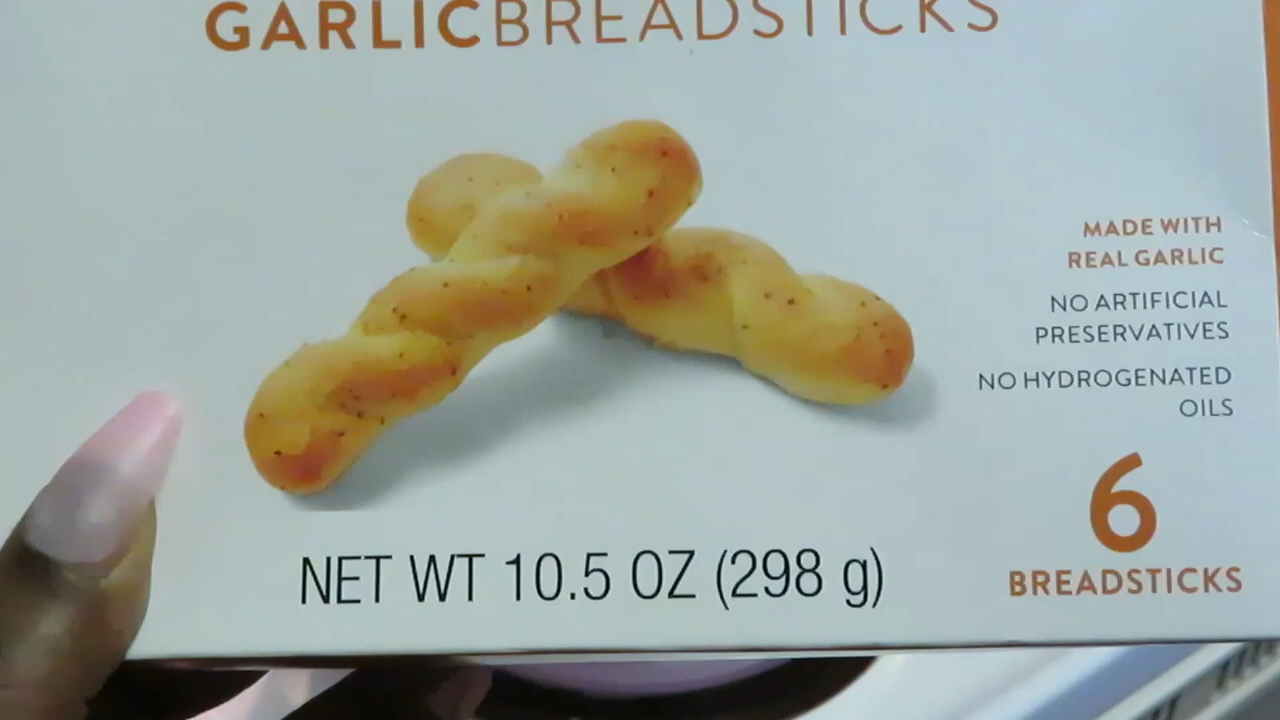 GARLICBREADSTICKS
MADE WITH
REAL GARLIC
NO ARTIFICIAL
PRESERVATIVES
NO HYDROGENATED
OILS
6
BREADSTICKS
NET WT 10.5 OZ (298 g)